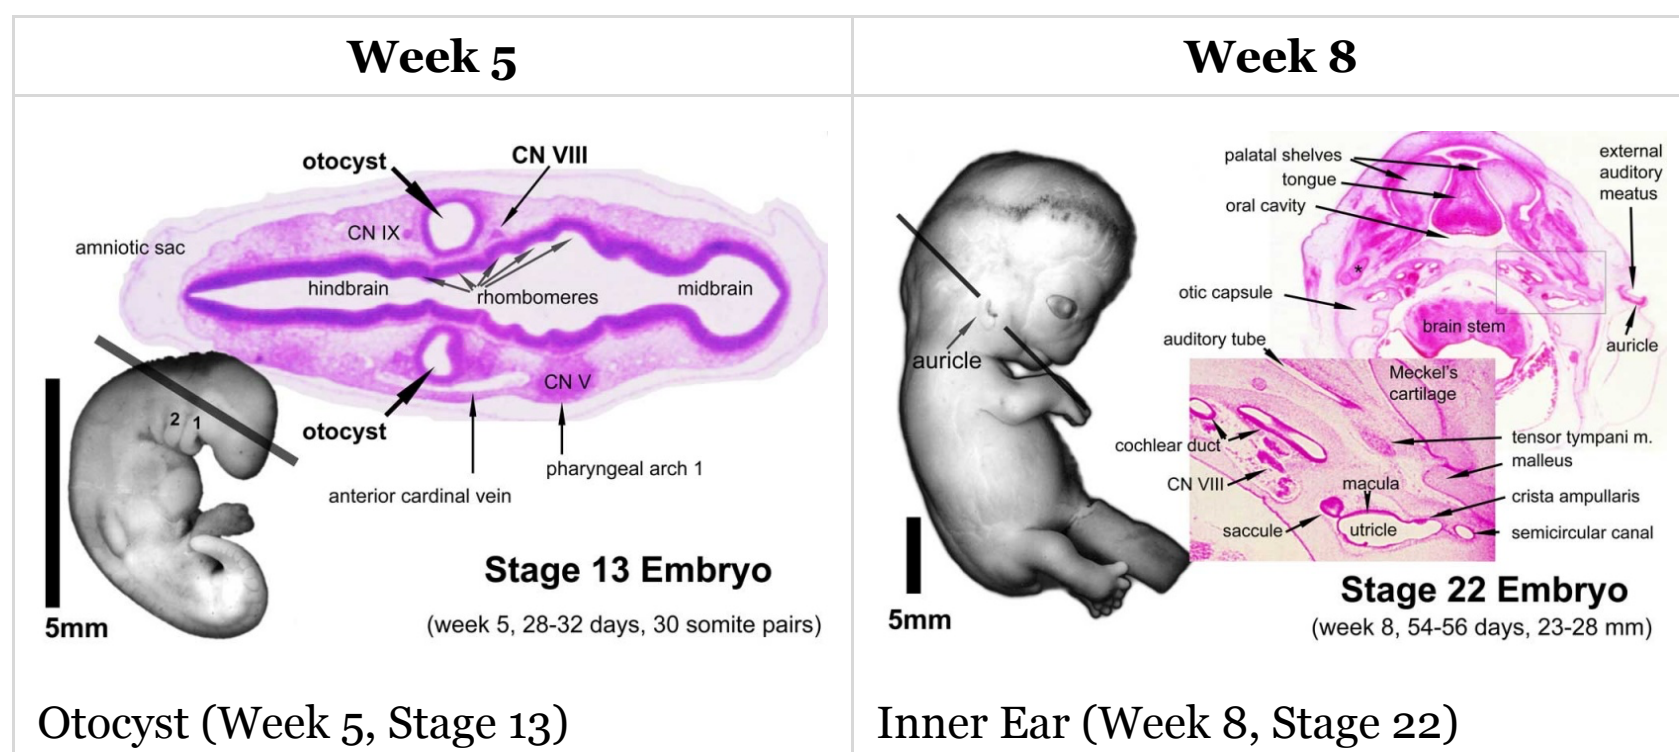 Week 5
Week 8
otocyst
CN VIII
CN IX
amniotic sac
hindbrain
rhombomeres
midbrain
CN V
otocyst
pharyngeal arch 1
anterior cardinal vein
2 1
5mm
Stage 13 Embryo
(week 5, 28-32 days, 30 somite pairs)
Otocyst (Week 5, Stage 13)
palatal shelves
tongue
oral cavity
external
auditory
meatus
*
otic capsule
brain stem
auricle
auditory tube
auricle
Meckel's
cartilage
cochlear duct
tensor tympani m.
malleus
CN VIII
macula
crista ampullaris
saccule
utricle
semicircular canal
5mm
Stage 22 Embryo
(week 8, 54-56 days, 23-28 mm)
Inner Ear (Week 8, Stage 22)